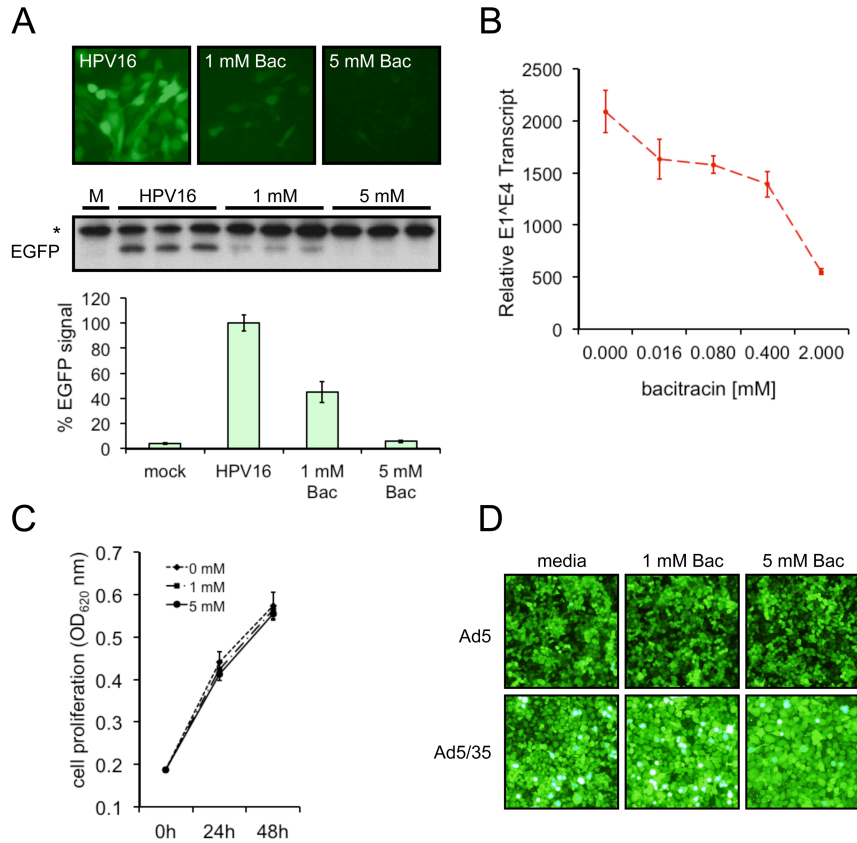 A
HPV16
1 mM Bac
5 mM Bac
M
HPV16
1 mM
5 mM
*
EGFP
% EGFP signal
120
100
80
60
40
20
0
mock
HPV16
1 mM Bac
5 mM Bac
B
Relative E1^E4 Transcript
2500
2000
1500
1000
500
0
0.000 0.016 0.080 0.400 2.000
bacitracin [mM]
C
cell proliferation (OD620 nm)
0.7
0.6
0.5
0.4
0.3
0.2
0.1
0 mM
1 mM
5 mM
0h 24h 48h
D
media
1 mM Bac
5 mM Bac
Ad5
Ad5/35